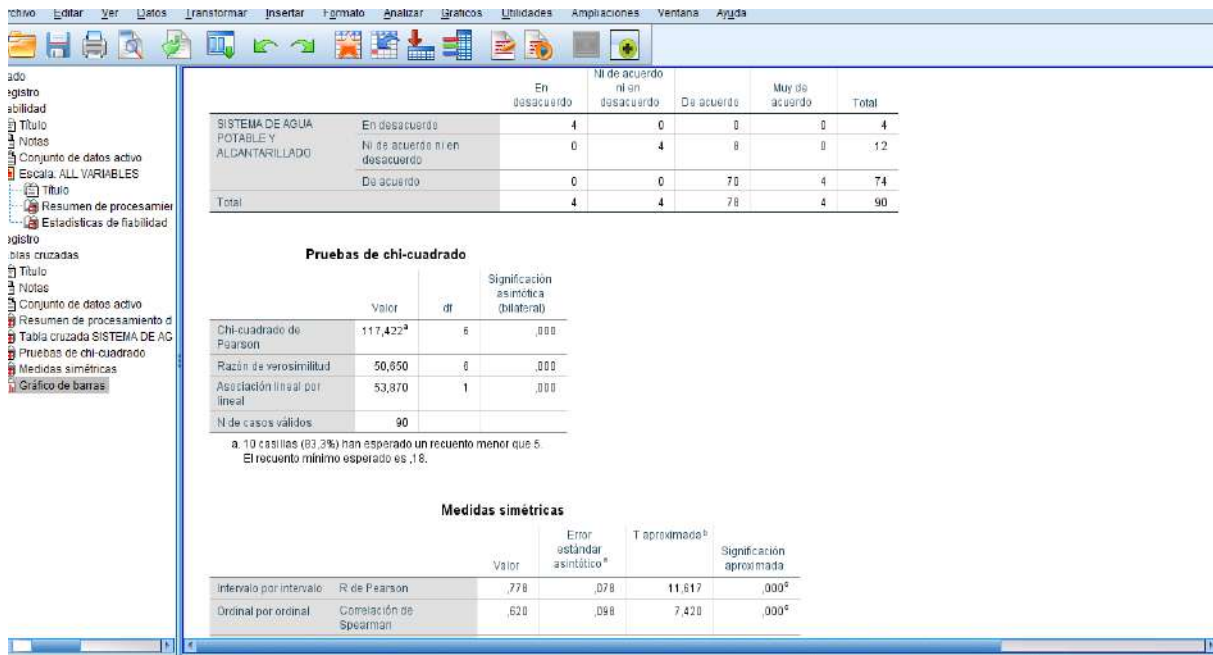 rchivo Editar Ver Datos Transformar Insertar Formato Analizar Gráficos Utilidades Ampliaciones Ventana Ayuda
ado
egistro
abilidad
Título
Notas
Conjunto de datos activo
Escala: ALL VARIABLES
Título
Resumen de procesamier
Estadísticas de fiabilidad
egistro
blas cruzadas
Título
Notas
Conjunto de datos activo
Resumen de procesamiento d
Tabla cruzada SISTEMA DE AG
Pruebas de chi-cuadrado
Medidas simétricas
Gráfico de barras
En desacuerdo Ni de acuerdo ni en desacuerdo De acuerdo Muy de acuerdo Total
SISTEMA DE AGUA POTABLE Y ALCANTARILLADO En desacuerdo 4 0 0 0 4
Ni de acuerdo ni en desacuerdo 0 4 8 0 12
De acuerdo 0 0 70 4 74
Total 4 4 78 4 90
Pruebas de chi-cuadrado
Valor df Significación asintótica (bilateral)
Chi-cuadrado de Pearson 117,422a 6 ,000
Razón de verosimilitud 50,650 6 ,000
Asociación lineal por lineal 53,870 1 ,000
N de casos válidos 90
a. 10 casillas (83,3%) han esperado un recuento menor que 5.
El recuento mínimo esperado es ,18.
Medidas simétricas
Valor Error estándar asintóticoa T aproximadab Significación aproximada
Intervalo por intervalo R de Pearson ,778 ,078 11,617 ,000c
Ordinal por ordinal Correlación de Spearman ,620 ,098 7,420 ,000c